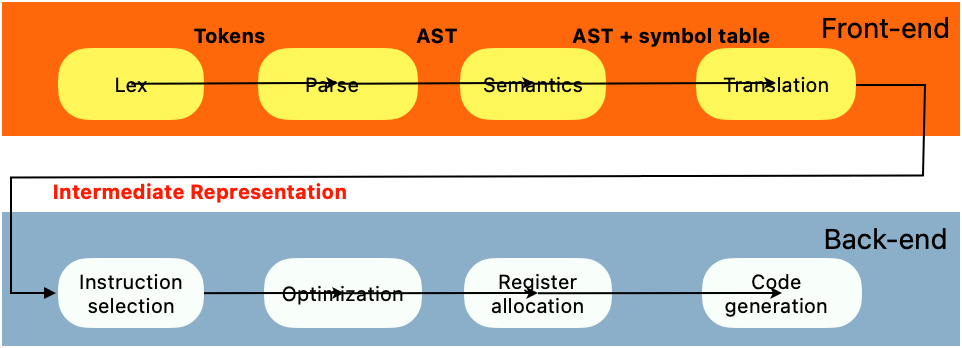 Front-end
Tokens
AST
AST + symbol table
Lex
Parse
Semantics
Translation
Intermediate Representation
Back-end
Instruction
selection
Optimization
Register
allocation
Code
generation